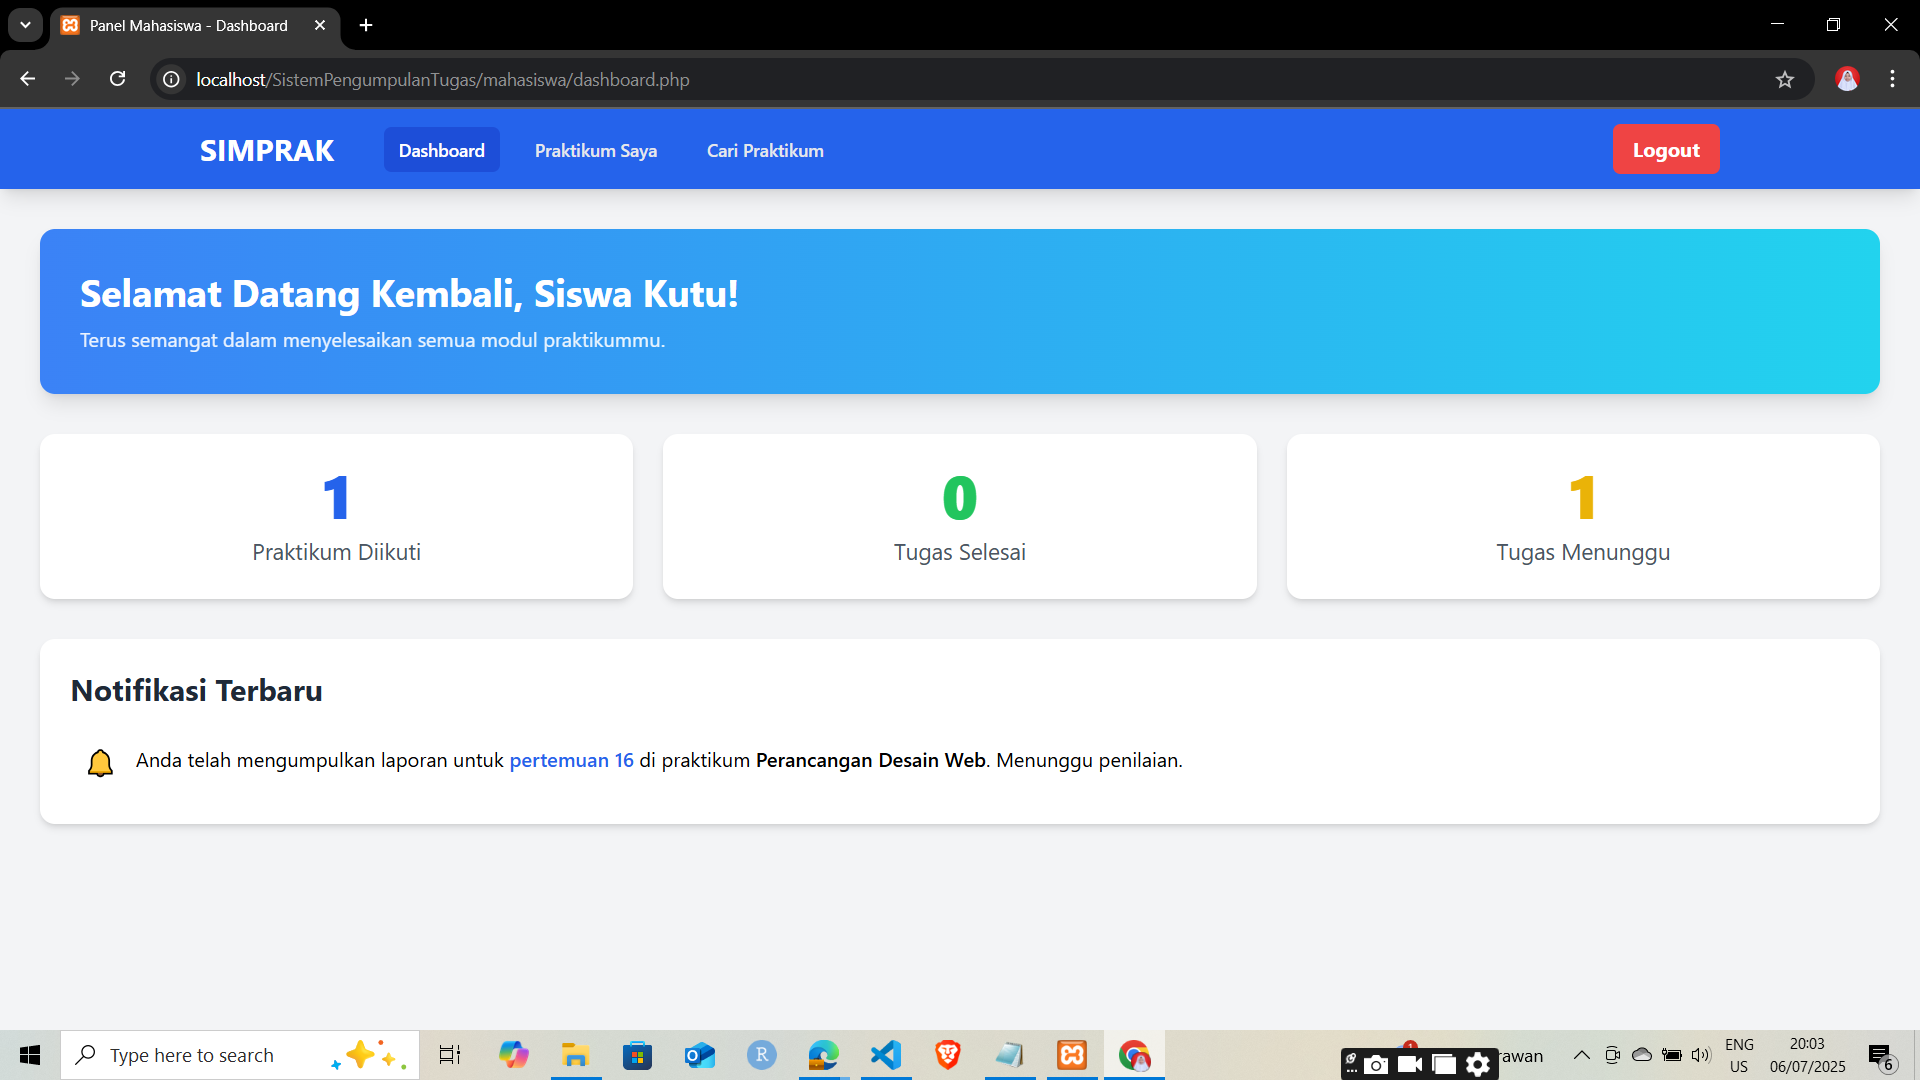 Panel Mahasiswa - Dashboard
localhost/SistemPengumpulanTugas/mahasiswa/dashboard.php
SIMPRAK
Dashboard
Praktikum Saya
Cari Praktikum
Logout
Selamat Datang Kembali, Siswa Kutu!
Terus semangat dalam menyelesaikan semua modul praktikummu.
1
Praktikum Diikuti
0
Tugas Selesai
1
Tugas Menunggu
Notifikasi Terbaru
Anda telah mengumpulkan laporan untuk pertemuan 16 di praktikum Perancangan Desain Web. Menunggu penilaian.
Type here to search
R
1
rawan
ENG
US
20:03
06/07/2025
6